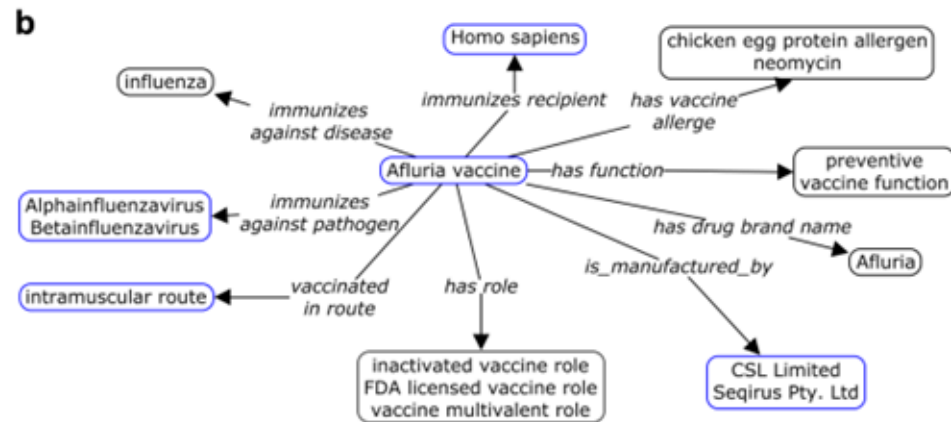 b
Homo sapiens
chicken egg protein allergen
neomycin
influenza
immunizes
against disease
immunizes recipient
has vaccine
allerge
Afluria vaccine
has function
preventive
vaccine function
Alphainfluenzavirus
Betainfluenzavirus
immunizes
against pathogen
has drug brand name
Afluria
is_manufactured_by
intramuscular route
vaccinated
in route
has role
inactivated vaccine role
FDA licensed vaccine role
vaccine multivalent role
CSL Limited
Seqirus Pty. Ltd